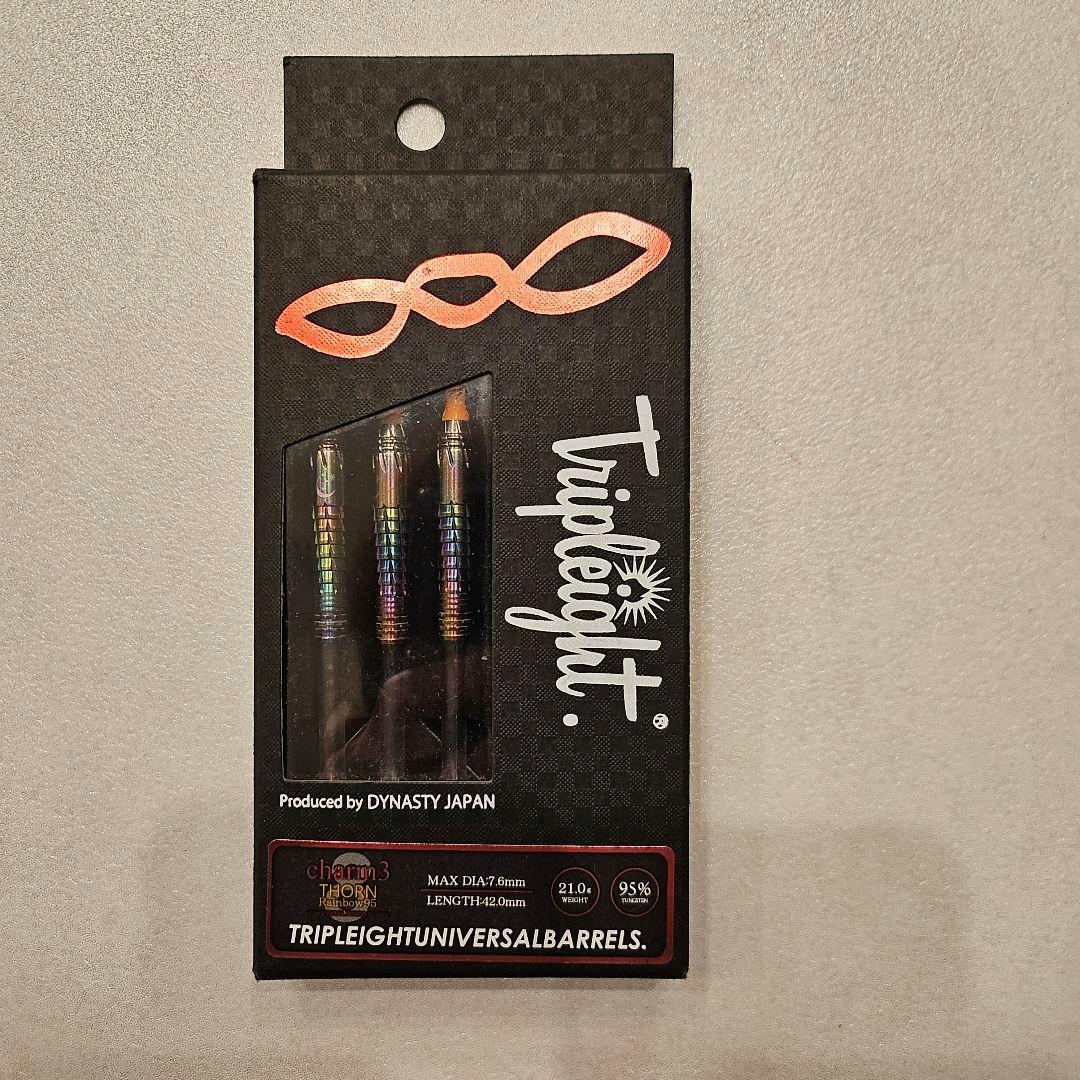 Tripleight.
®
Produced by DYNASTY JAPAN
charm3
THORN
Rainbow95
MAX DIA:7.6mm
LENGTH:42.0mm
21.0g
WEIGHT
95%
TUNGSTEN
TRIPLEIGHTUNIVERSALBARRELS.